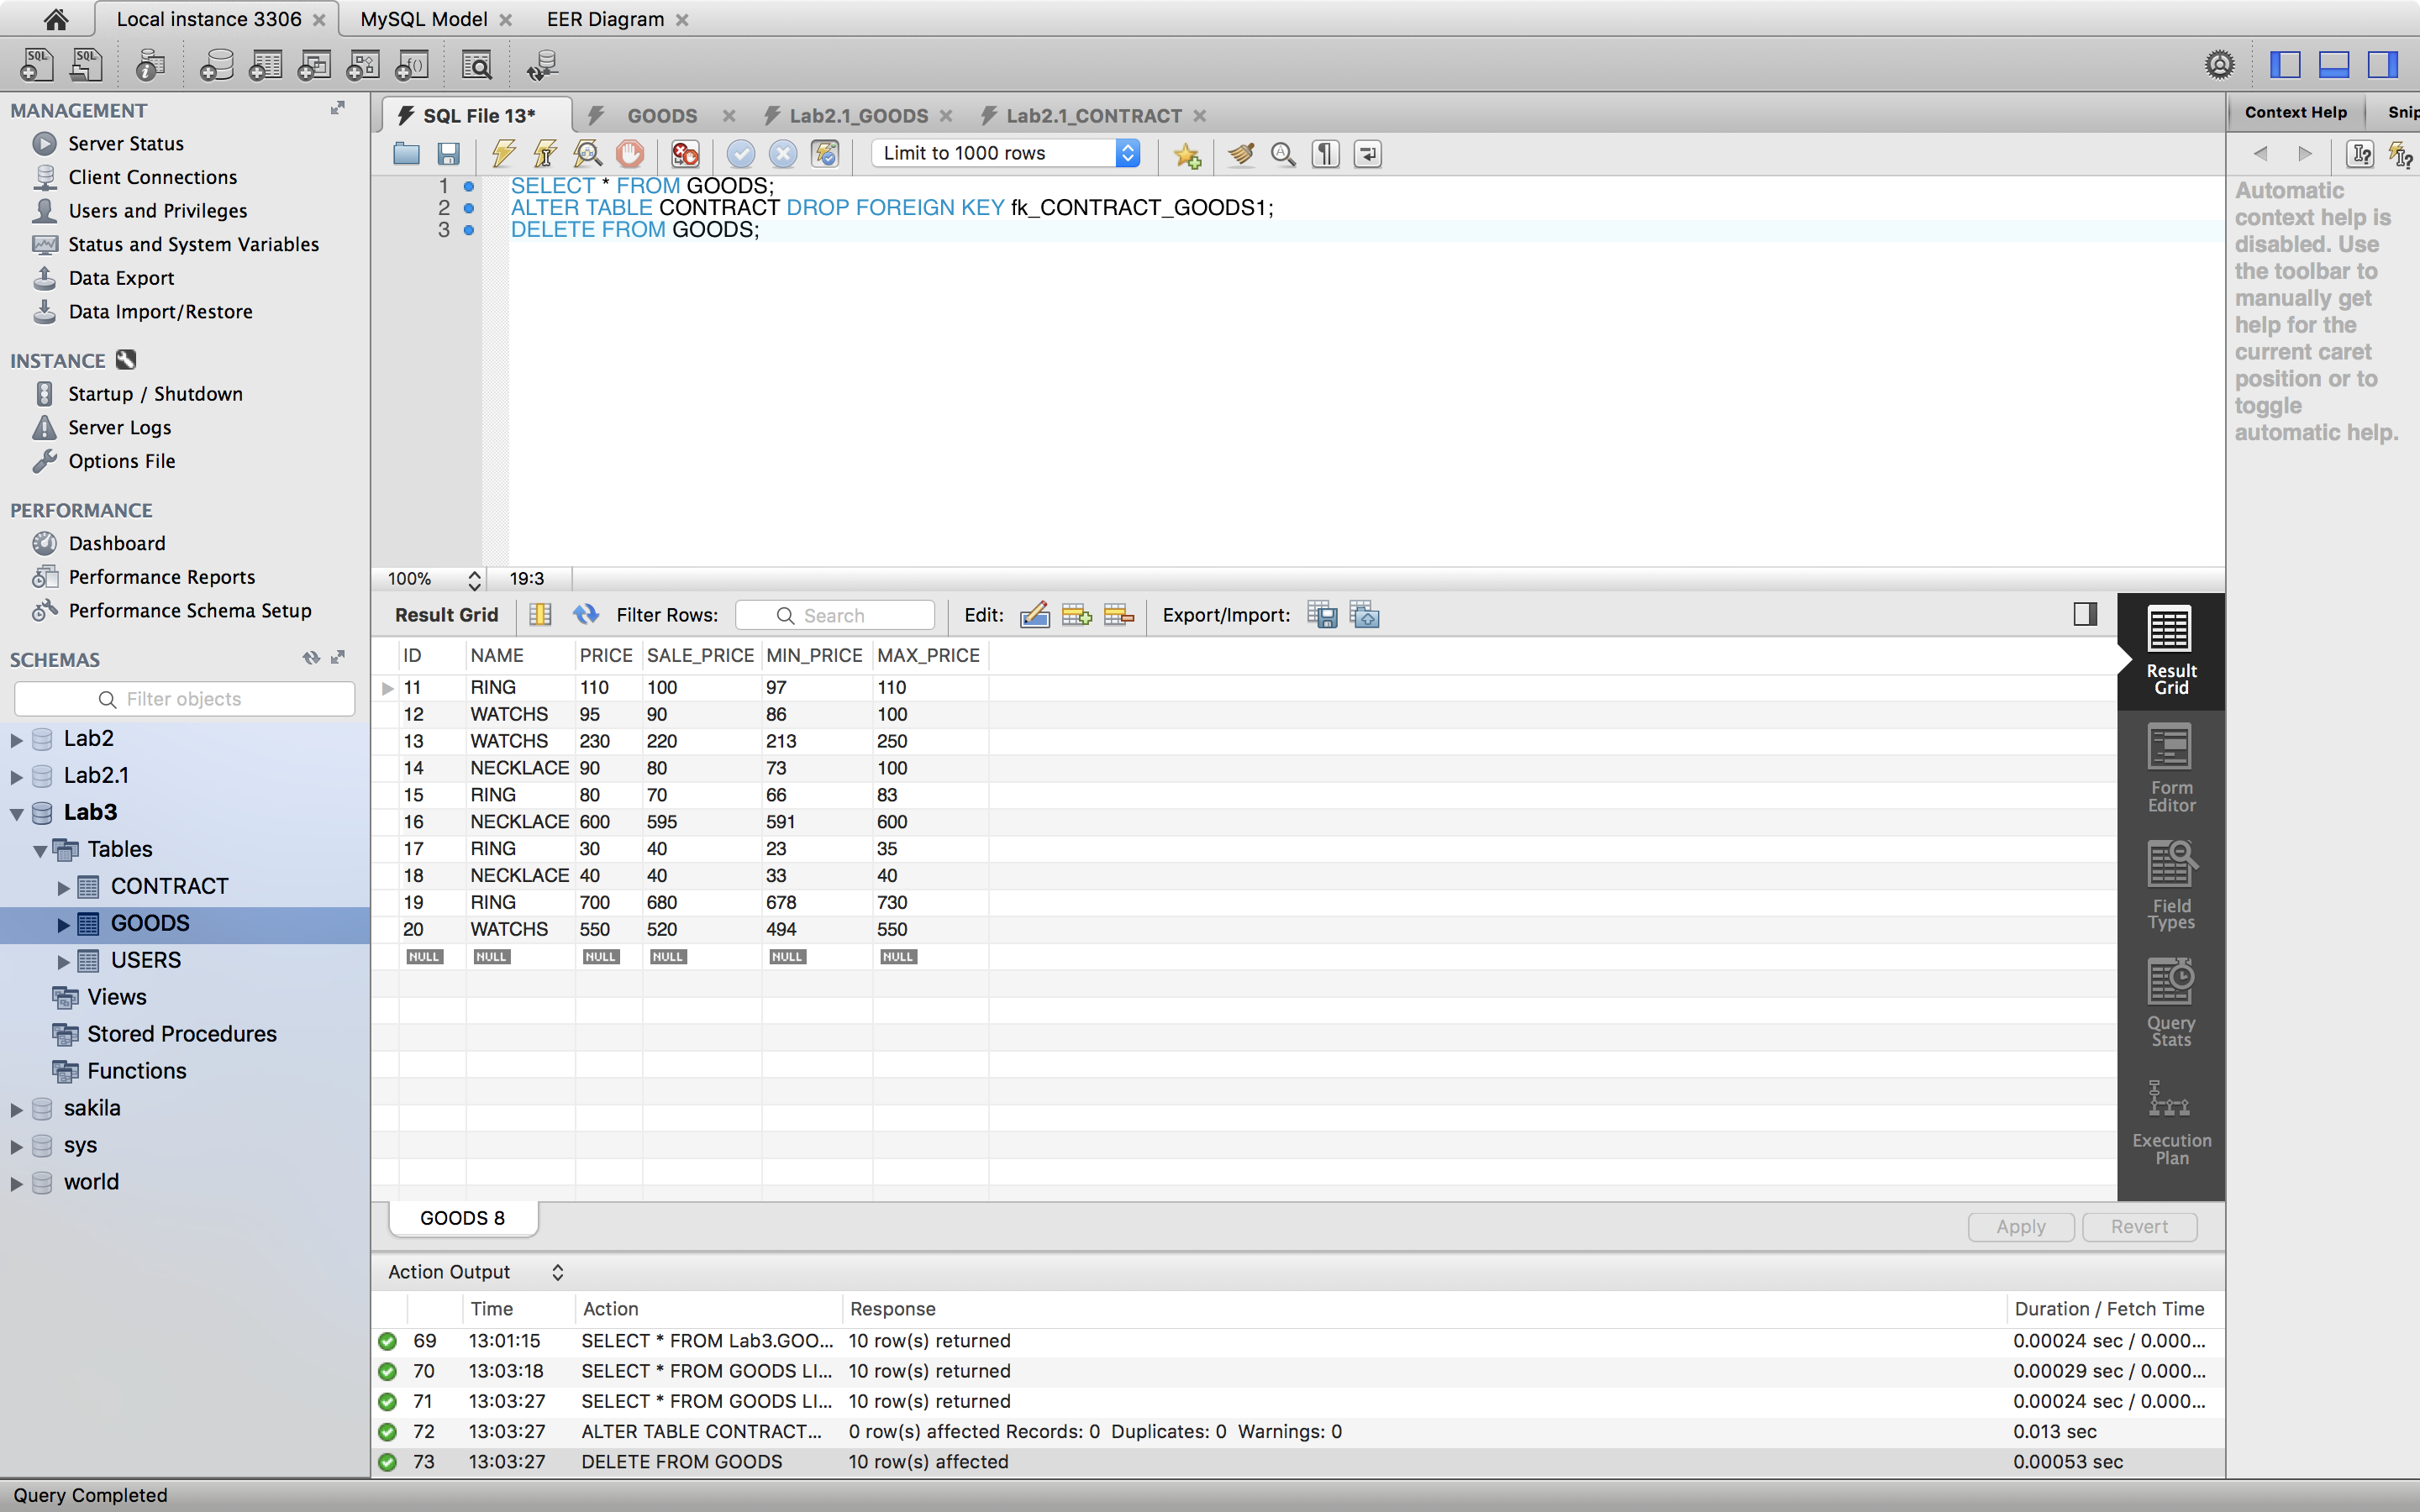 Local instance 3306
MySQL Model
EER Diagram
SQL
SQL
MANAGEMENT
Server Status
Client Connections
Users and Privileges
Status and System Variables
Data Export
Data Import/Restore
INSTANCE
Startup / Shutdown
Server Logs
Options File
PERFORMANCE
Dashboard
Performance Reports
Performance Schema Setup
SCHEMAS
Filter objects
Lab2
Lab2.1
Lab3
Tables
CONTRACT
GOODS
USERS
Views
Stored Procedures
Functions
sakila
sys
world
SQL File 13*
GOODS
Lab2.1_GOODS
Lab2.1_CONTRACT
Limit to 1000 rows
1 SELECT * FROM GOODS;
2 ALTER TABLE CONTRACT DROP FOREIGN KEY fk_CONTRACT_GOODS1;
3 DELETE FROM GOODS;
100% 19:3
Result Grid Filter Rows: Search Edit: Export/Import:
ID NAME PRICE SALE_PRICE MIN_PRICE MAX_PRICE
11 RING 110 100 97 110
12 WATCHS 95 90 86 100
13 WATCHS 230 220 213 250
14 NECKLACE 90 80 73 100
15 RING 80 70 66 83
16 NECKLACE 600 595 591 600
17 RING 30 40 23 35
18 NECKLACE 40 40 33 40
19 RING 700 680 678 730
20 WATCHS 550 520 494 550
NULL NULL NULL NULL NULL NULL
Result
Grid
Form
Editor
Field
Types
Query
Stats
Execution
Plan
GOODS 8
Apply Revert
Action Output
Time Action Response Duration / Fetch Time
69 13:01:15 SELECT * FROM Lab3.GOO... 10 row(s) returned 0.00024 sec / 0.000...
70 13:03:18 SELECT * FROM GOODS LI... 10 row(s) returned 0.00029 sec / 0.000...
71 13:03:27 SELECT * FROM GOODS LI... 10 row(s) returned 0.00024 sec / 0.000...
72 13:03:27 ALTER TABLE CONTRACT... 0 row(s) affected Records: 0 Duplicates: 0 Warnings: 0 0.013 sec
73 13:03:27 DELETE FROM GOODS 10 row(s) affected 0.00053 sec
Context Help Snip
Automatic
context help is
disabled. Use
the toolbar to
manually get
help for the
current caret
position or to
toggle
automatic help.
Query Completed